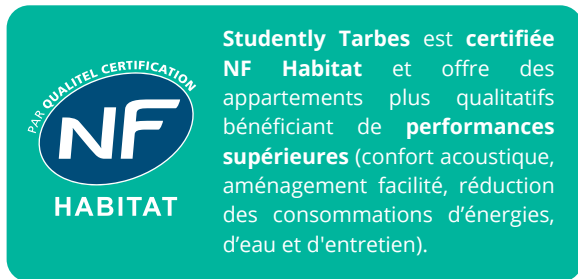 PAR QUALITEL CERTIFICATION
NF
HABITAT
Studently Tarbes est certifiée
NF Habitat et offre des
appartements plus qualitatifs
bénéficiant de performances
supérieures (confort acoustique,
aménagement facilité, réduction
des consommations d’énergies,
d’eau et d'entretien).